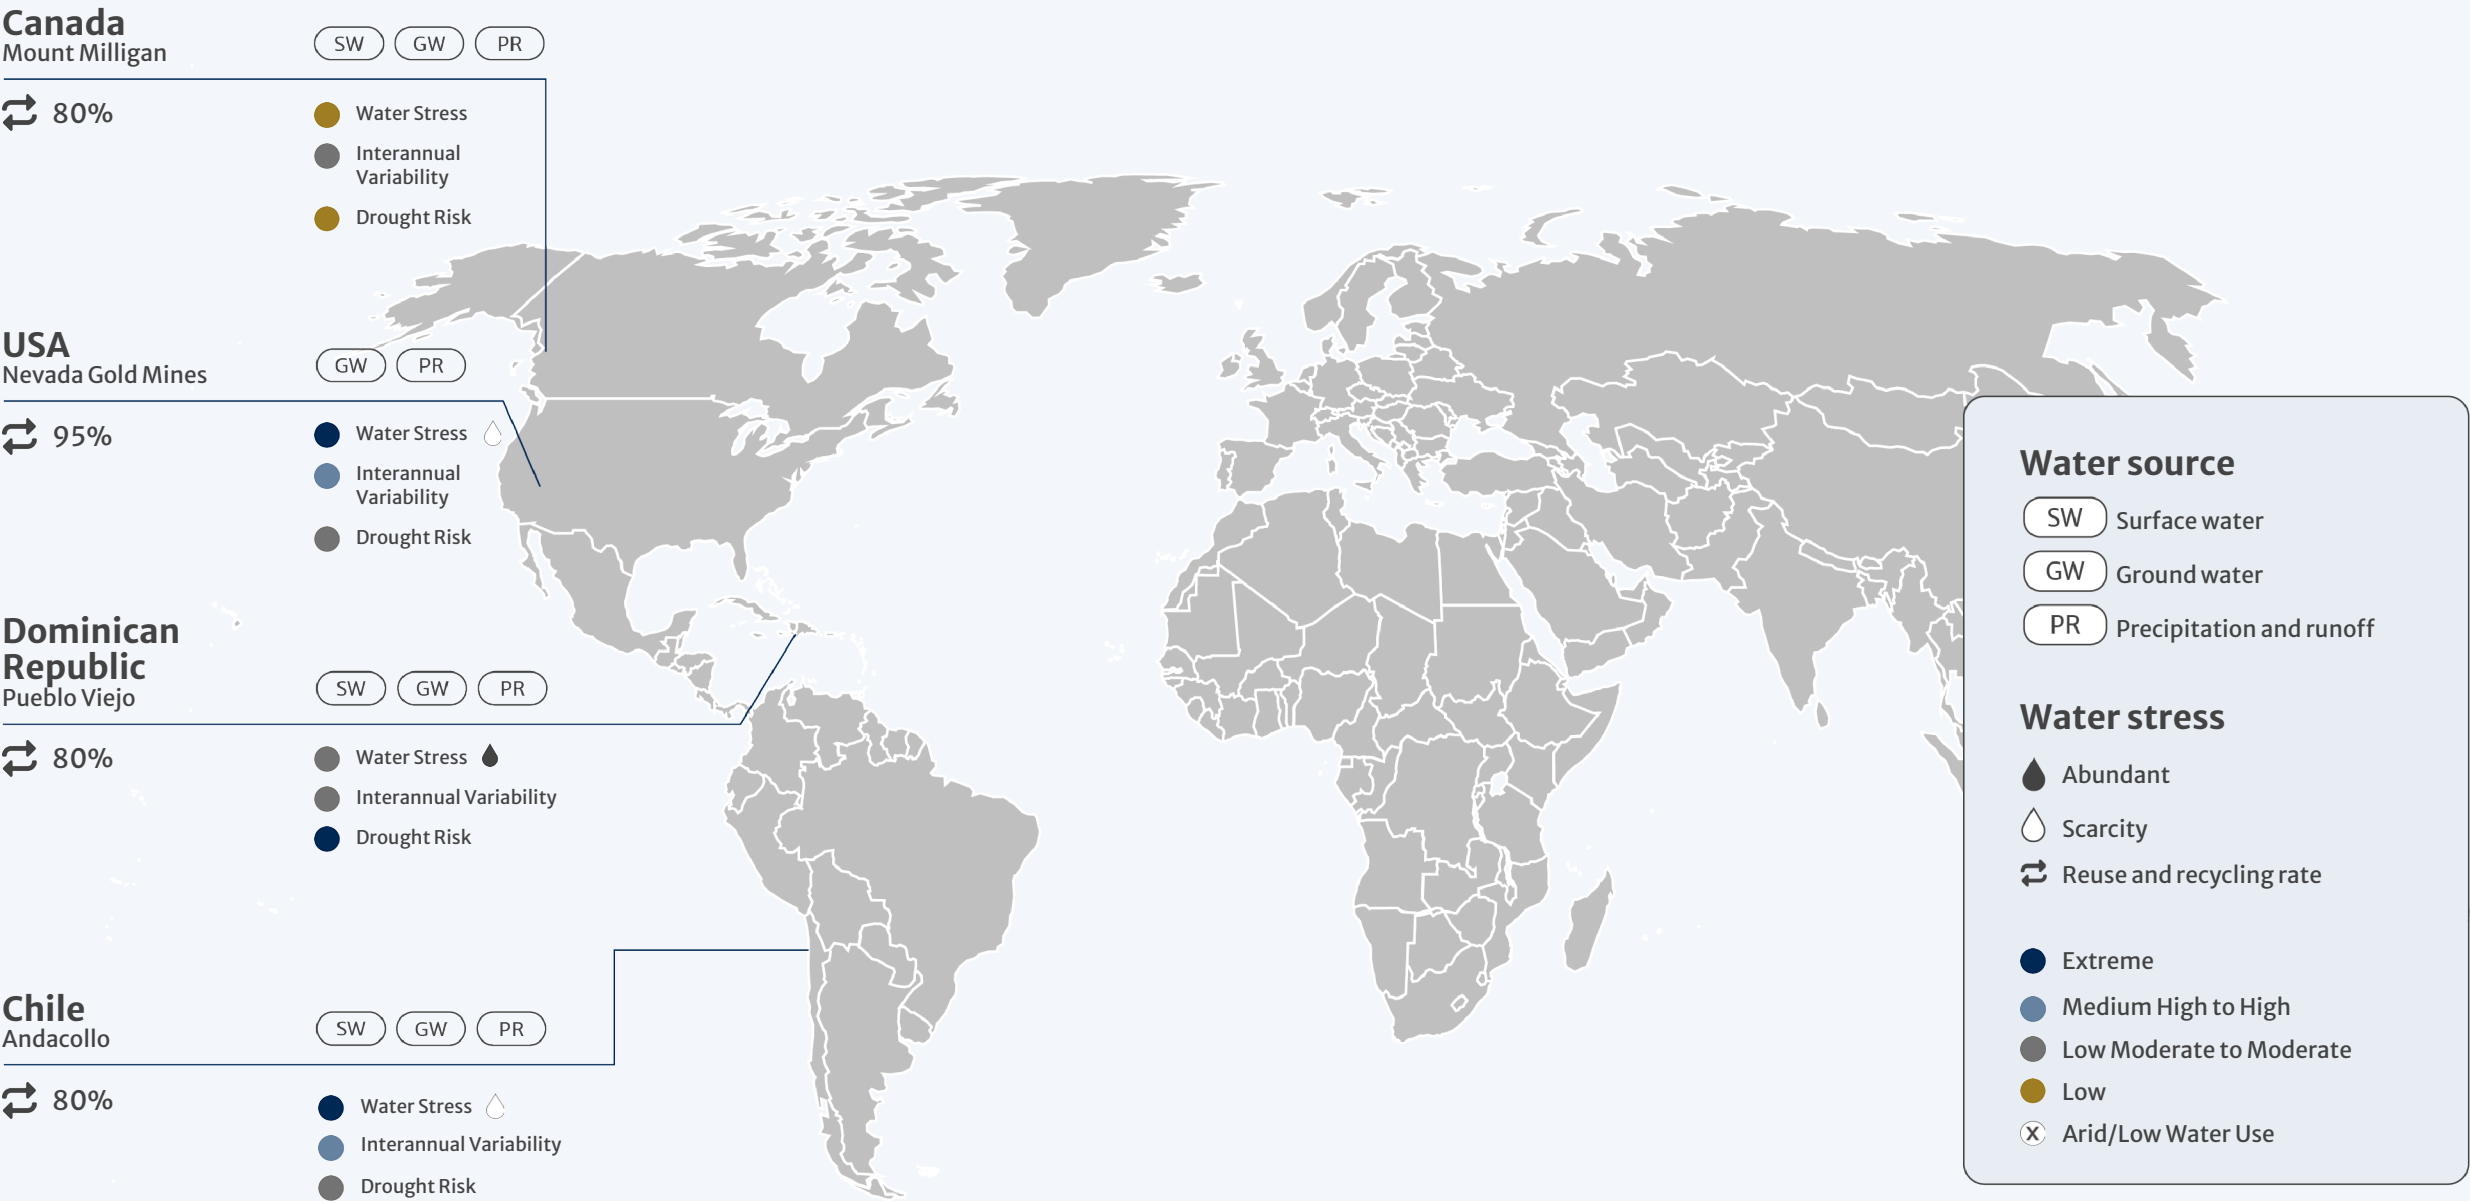 Canada
Mount Milligan
SW GW PR
80%
Water Stress
Interannual
Variability
Drought Risk
USA
Nevada Gold Mines
GW PR
95%
Water Stress
Interannual
Variability
Drought Risk
Dominican
Republic
Pueblo Viejo
SW GW PR
80%
Water Stress
Interannual Variability
Drought Risk
Chile
Andacollo
SW GW PR
80%
Water Stress
Interannual Variability
Drought Risk
Water source
SW Surface water
GW Ground water
PR Precipitation and runoff
Water stress
Abundant
Scarcity
Reuse and recycling rate
Extreme
Medium High to High
Low Moderate to Moderate
Low
X Arid/Low Water Use